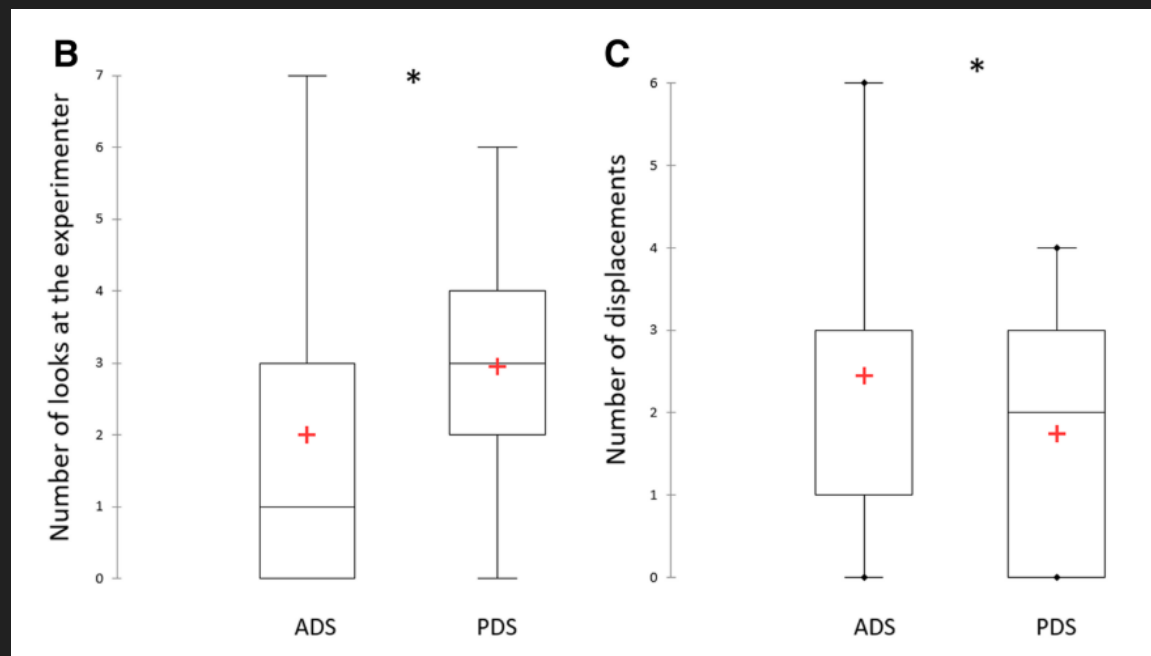 B
Number of looks at the experimenter
7
6
5
4
3
2
1
0
*
ADS
PDS
C
Number of displacements
6
5
4
3
2
1
0
*
ADS
PDS